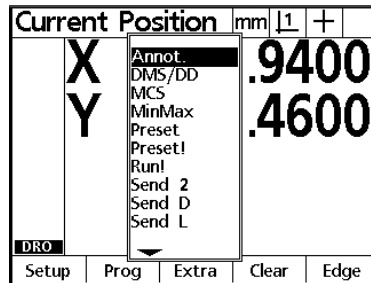 Current Position mm 1
X .9400
Y .4600
Annot.
DMS/DD
MCS
MinMax
Preset
Preset!
Run!
Send 2
Send D
Send L
DRO
Setup Prog Extra Clear Edge